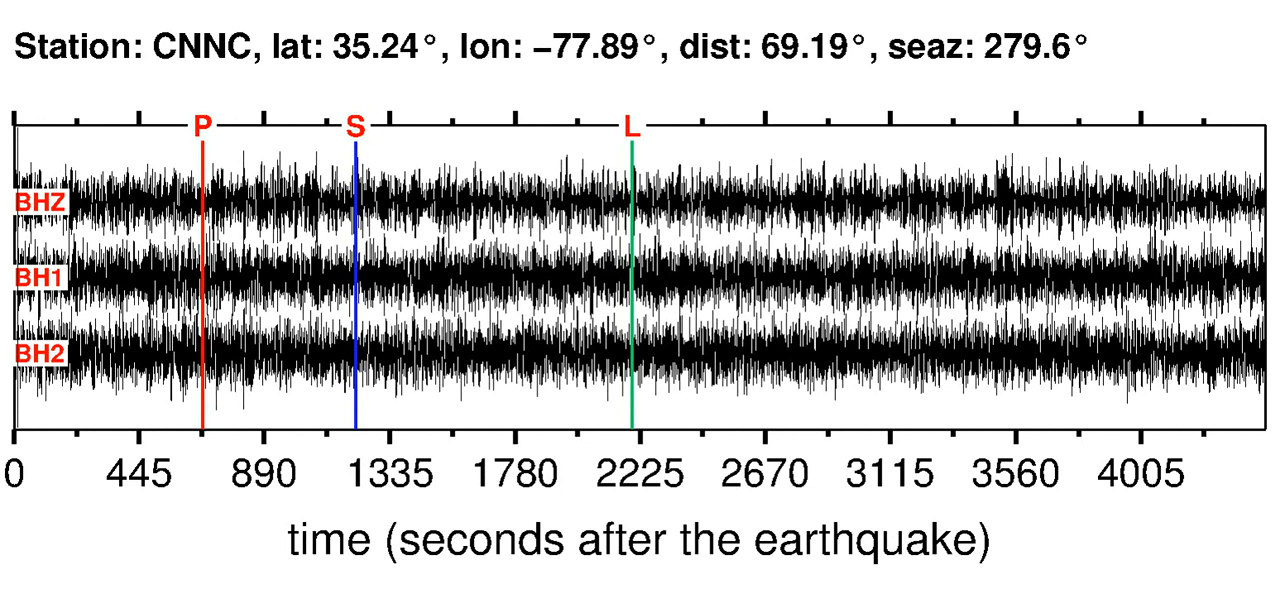 Station: CNNC, lat: 35.24°, lon: −77.89°, dist: 69.19°, seaz: 279.6°
P S L
BHZ
BH1
BH2
0 445 890 1335 1780 2225 2670 3115 3560 4005
time (seconds after the earthquake)